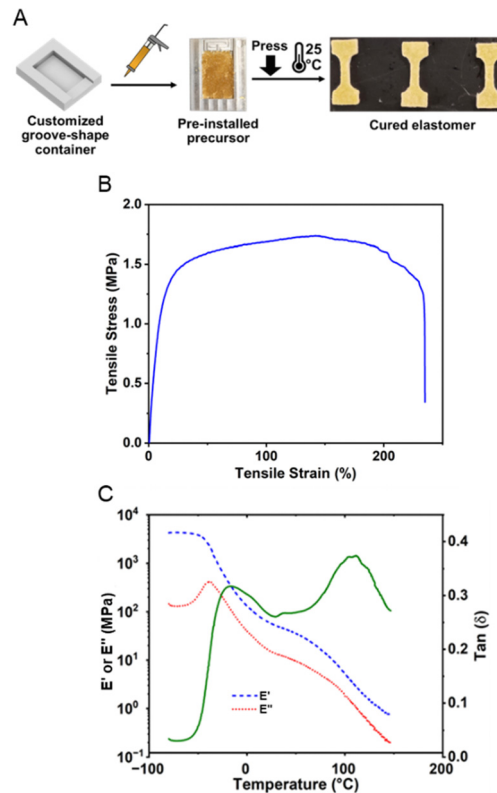 A
Press
25
°C
Customized
groove-shape
container
Pre-installed
precursor
Cured elastomer
B
2.0
1.5
1.0
0.5
0.0
Tensile Stress (MPa)
0 100 200
Tensile Strain (%)
C
10⁴
10³
10²
10¹
10⁰
10⁻¹
E' or E'' (MPa)
E'
E''
0.4
0.3
0.2
0.1
0.0
Tan (δ)
−100 0 100
Temperature (°C)